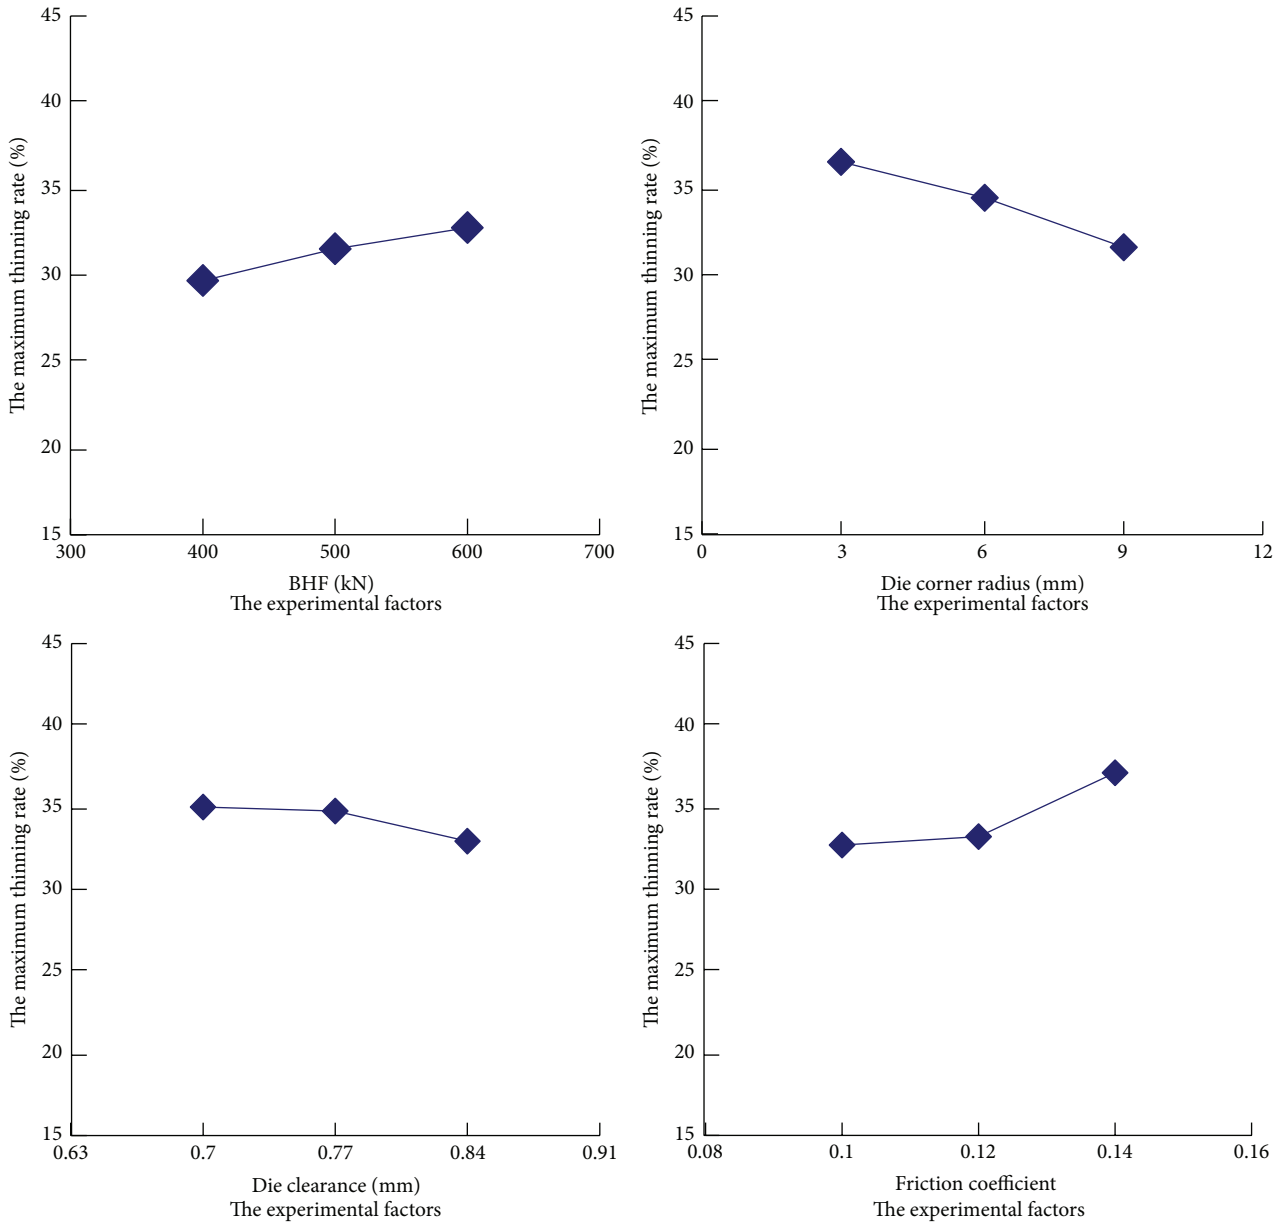 The maximum thinning rate (%)
45
40
35
30
25
20
15
300 400 500 600 700
BHF (kN)
The experimental factors
The maximum thinning rate (%)
45
40
35
30
25
20
15
0 3 6 9 12
Die corner radius (mm)
The experimental factors
The maximum thinning rate (%)
45
40
35
30
25
20
15
0.63 0.7 0.77 0.84 0.91
Die clearance (mm)
The experimental factors
The maximum thinning rate (%)
45
40
35
30
25
20
15
0.08 0.1 0.12 0.14 0.16
Friction coefficient
The experimental factors